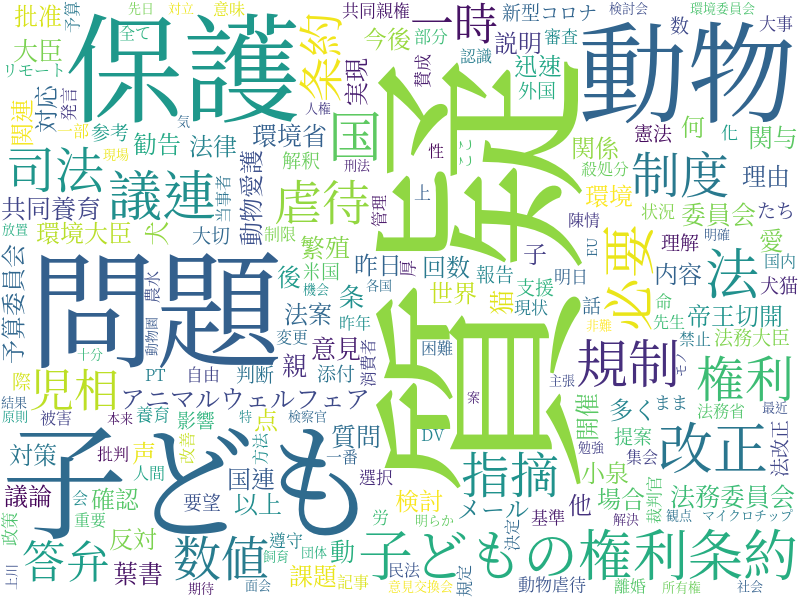 質疑
動物
保護
問題
子ども
子どもの権利条約
一時
条約
国
司法
議連
虐待
制度
必要
法
規制
権利
改正
指摘
児相
数値
答弁
批准
先日
対立
意味
予算
大臣
全て
リモート
一部
共同親権
新型コロナ
検討会
環境委員会
今後
部分
説明
審査
数
大事
関連
対応
発言
人権
実現
賛成
認識
迅速
外国
憲法
何
化
関与
参考
勧告
法律
気
環境省
解釈
刑法
性
関係
殺処分
環境
委員会
理由
たち
現場
共同養育
当事者
動物愛護
管理
上
陳情
状況
理解
愛
放置
環境大臣
犬
大切
制限
繁殖
子
EU
明確
国内
予算委員会
農水
後
米国
昨日
厚
回数
報告
明日
内容
犬猫
機会
各国
条
世界
猫
支援
話
命
先生
動物園
法案
変更
昨年
現状
非難
帝王切開
十分
親
意見
消費者
困難
禁止
法務大臣
モノ
PT
自由
判断
添付
案
主張
まま
法務省
最近
結果
原則
アニマルウェルフェア
開催
多く
被害
本来
養育
影響
特
点
検察官
質問
DV
勉強
提案
集会
法改正
対策
批判
声
改善
方法
一番
選択
小泉
裁判官
人間
国連
検討
メール
他
場合
法務委員会
議論
会
確認
要望
以上
労
明らか
基準
解決
観点
マイクロチップ
政策
重要
反対
遵守
動
決定
葉書
飼育
団体
課題
記事
民法
規定
動物虐待
離婚
所有権
社会
上川
期待
面会
意見交換会